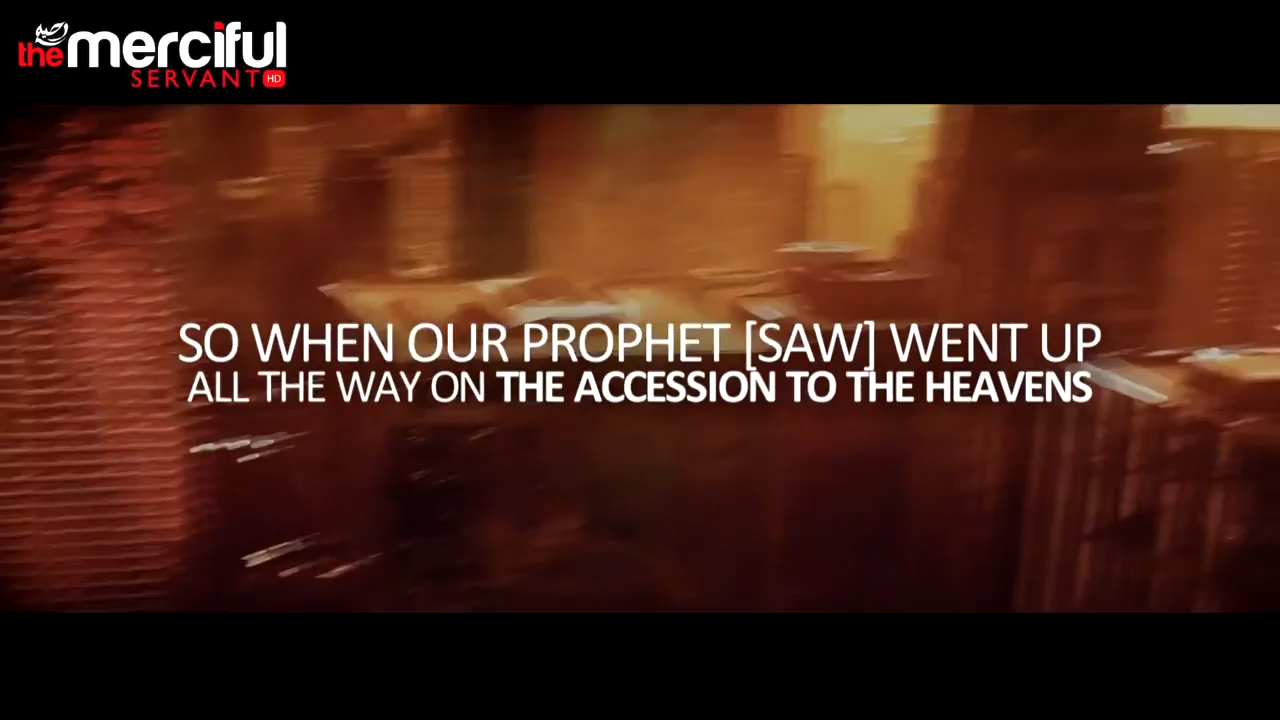 the merciful
SERVANT HD
SO WHEN OUR PROPHET [SAW] WENT UP
ALL THE WAY ON THE ACCESSION TO THE HEAVENS